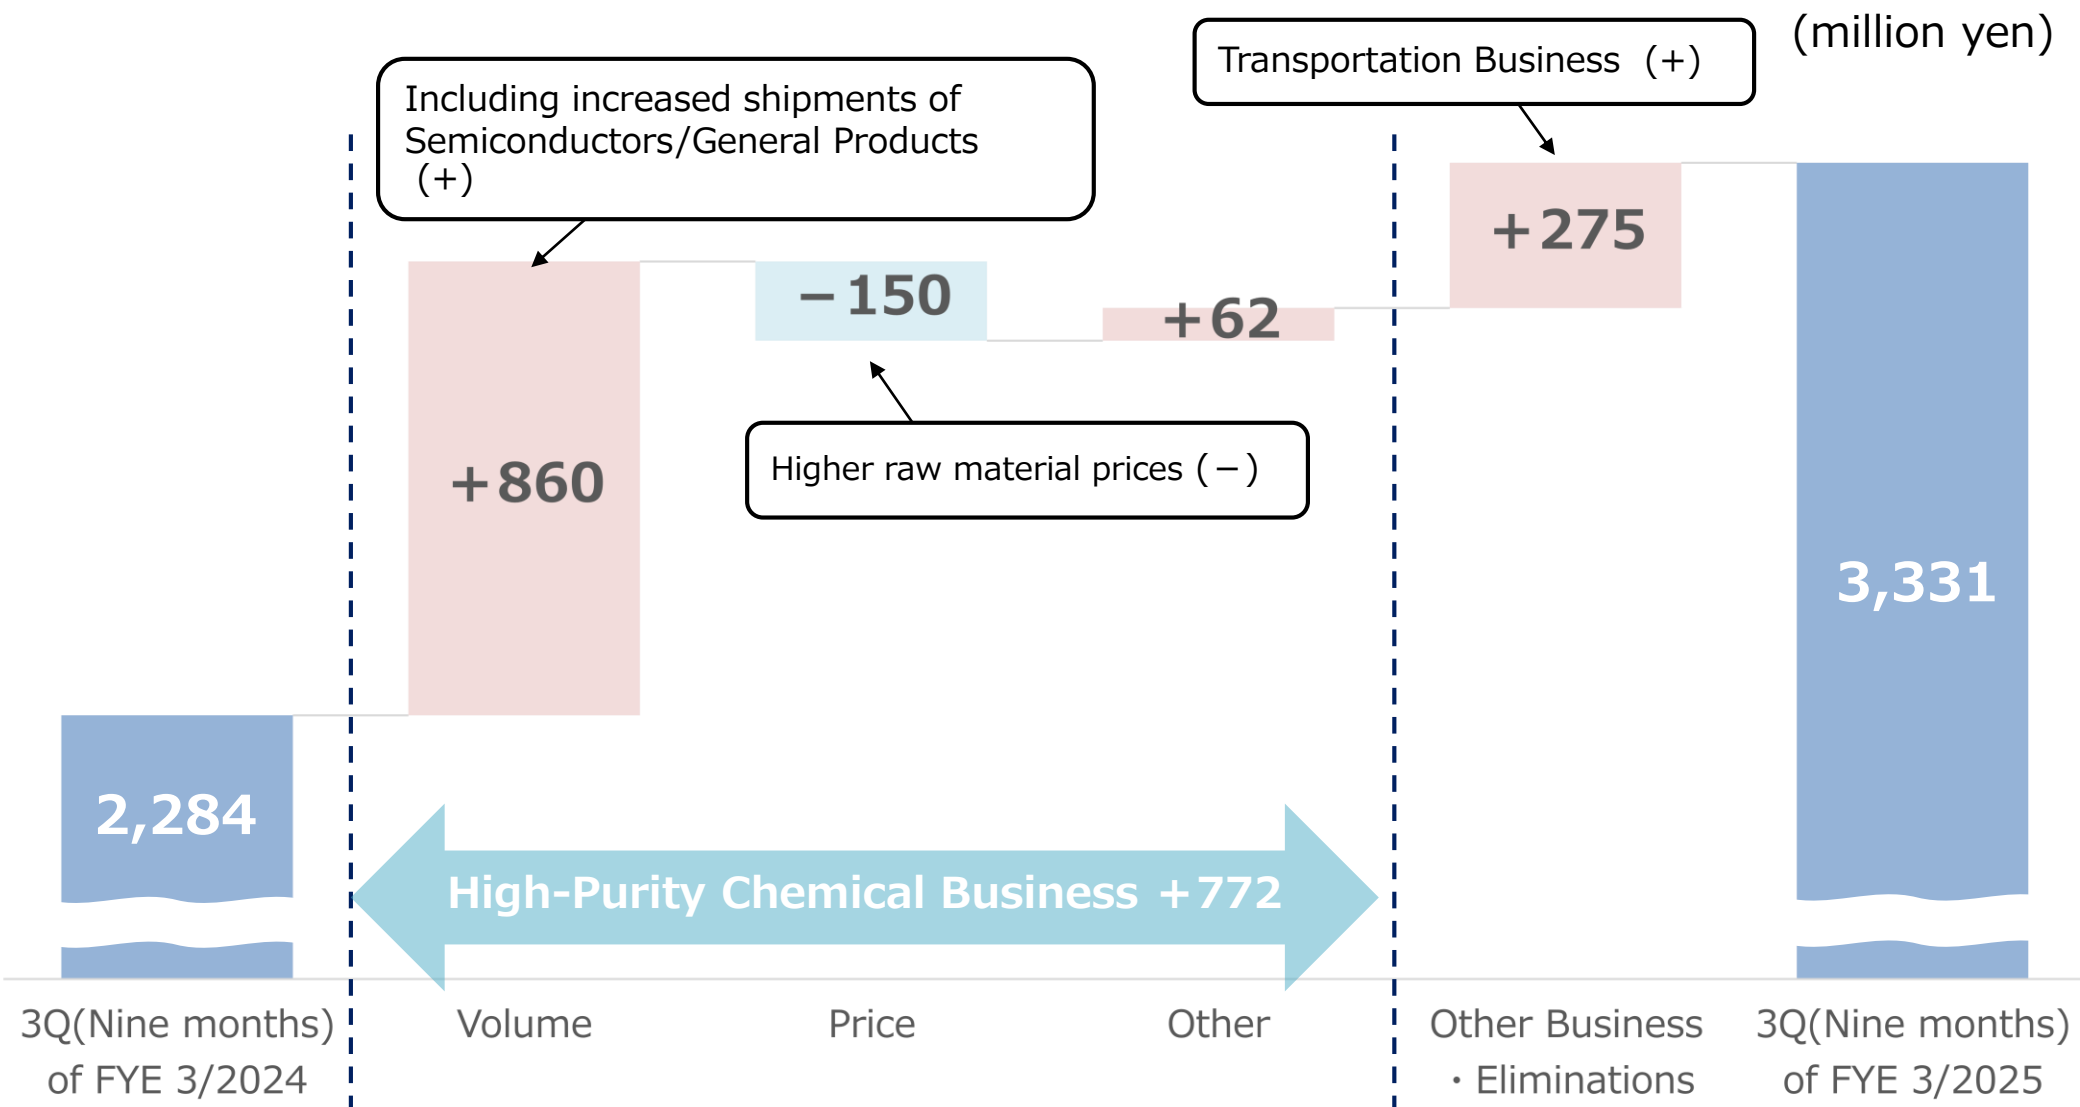 (million yen)
Transportation Business (+)
Including increased shipments of
Semiconductors/General Products
(+)
+275
−150
+62
+860
Higher raw material prices (−)
3,331
2,284
High-Purity Chemical Business +772
3Q(Nine months)
of FYE 3/2024
Volume
Price
Other
Other Business
・Eliminations
3Q(Nine months)
of FYE 3/2025